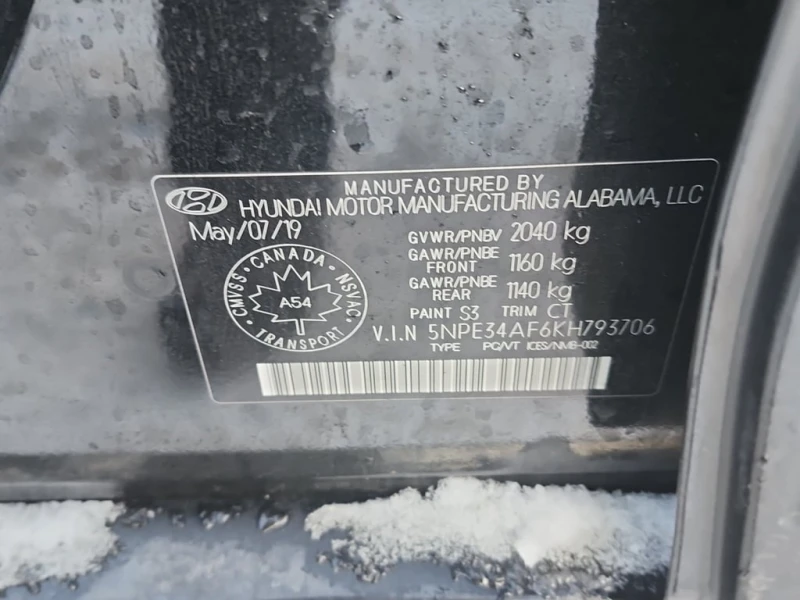 MANUFACTURED BY
HYUNDAI MOTOR MANUFACTURING ALABAMA, LLC
May/07/19
GVWR/PNBV 2040 kg
GAWR/PNBE FRONT 1160 kg
GAWR/PNBE REAR 1140 kg
PAINT S3 TRIM CT
CANADA
CMVSS NSVAC
A54
TRANSPORT
V.I.N 5NPE34AF6KH793706
TYPE PC/VT ICES/NMB-002